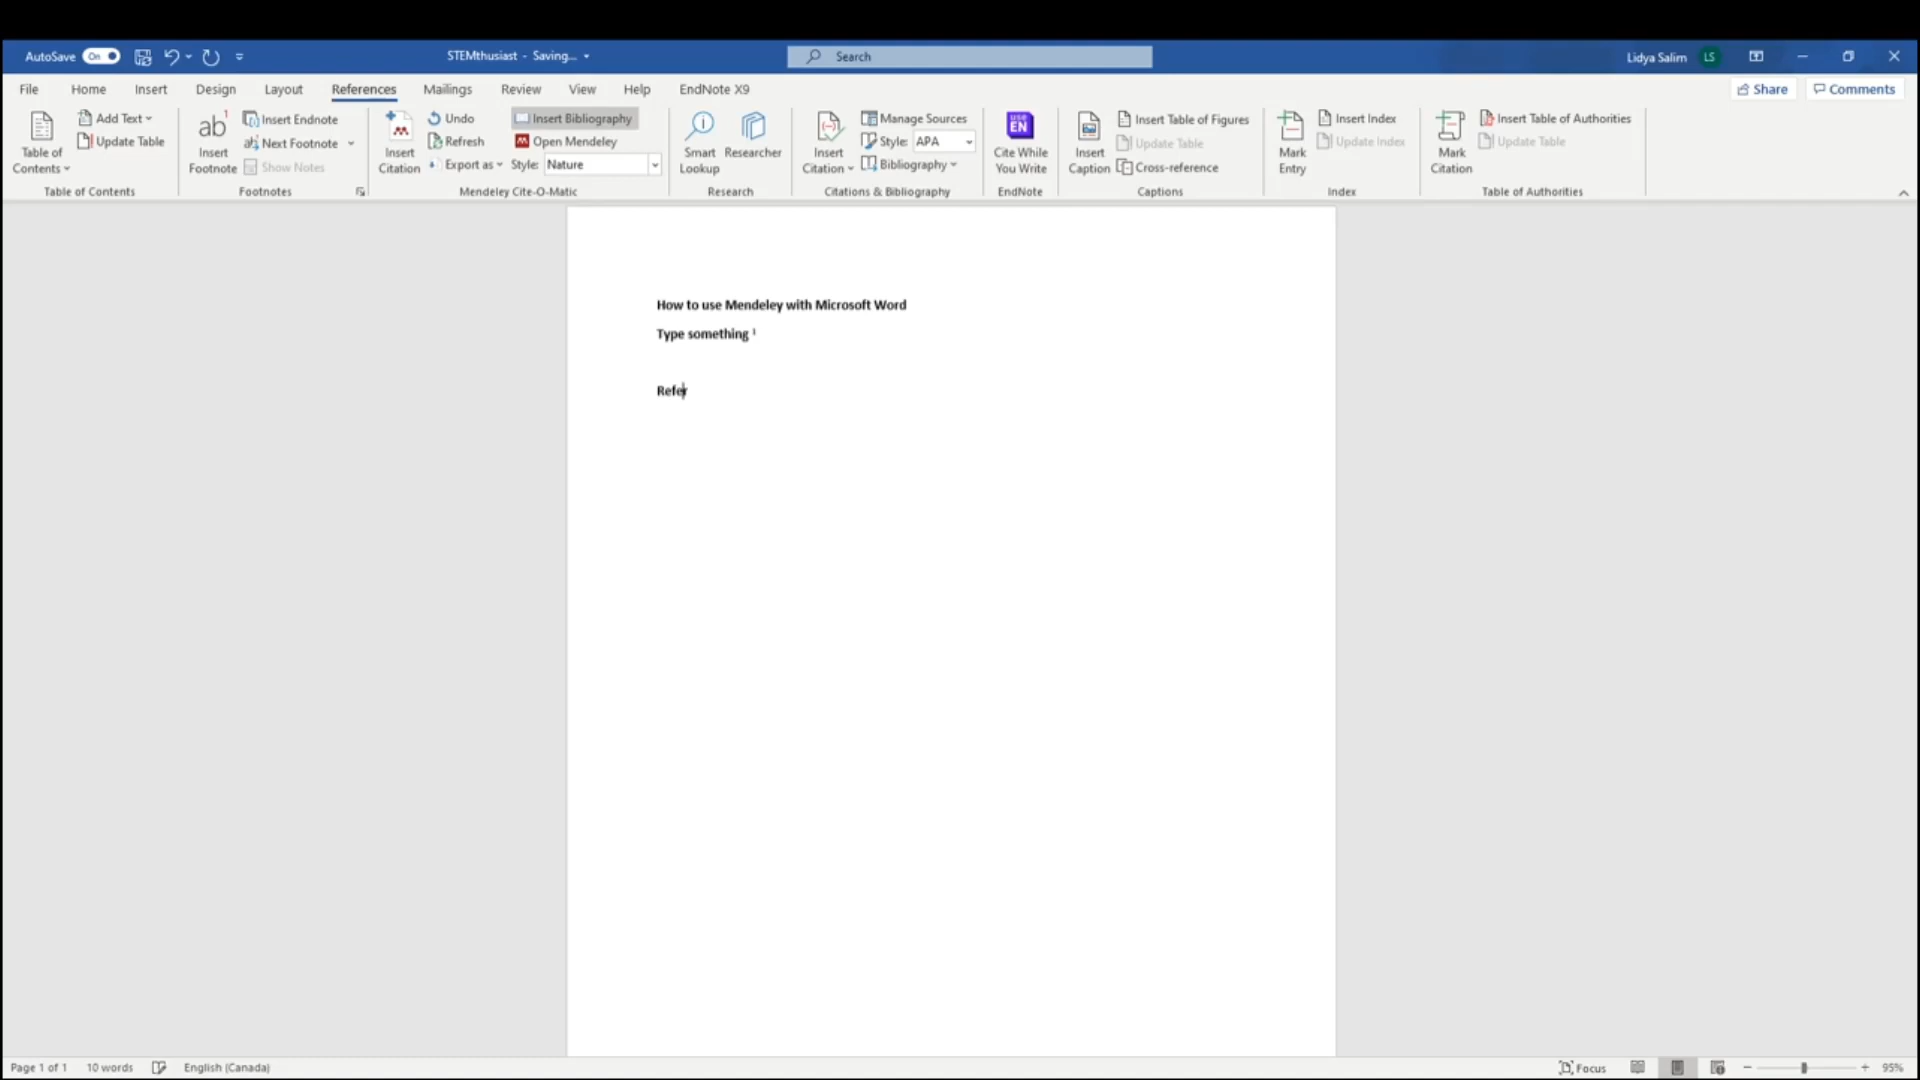 AutoSave On STEMthusiast - Saving... Search Lidya Salim LS
File Home Insert Design Layout References Mailings Review View Help EndNote X9 Share Comments
Table of Contents
Add Text
Update Table
Table of Contents
ab1
Insert Footnote
Insert Endnote
Next Footnote
Show Notes
Footnotes
Insert Citation
Undo
Refresh
Export as
Insert Bibliography
Open Mendeley
Style: Nature
Mendeley Cite-O-Matic
Smart Lookup
Researcher
Research
Insert Citation
Manage Sources
Style: APA
Bibliography
Citations & Bibliography
use EN
Cite While You Write
EndNote
Insert Caption
Insert Table of Figures
Update Table
Cross-reference
Captions
Mark Entry
Insert Index
Update Index
Index
Mark Citation
Insert Table of Authorities
Update Table
Table of Authorities
How to use Mendeley with Microsoft Word
Type something 1
Refer
Page 1 of 1 10 words English (Canada) Focus 95%